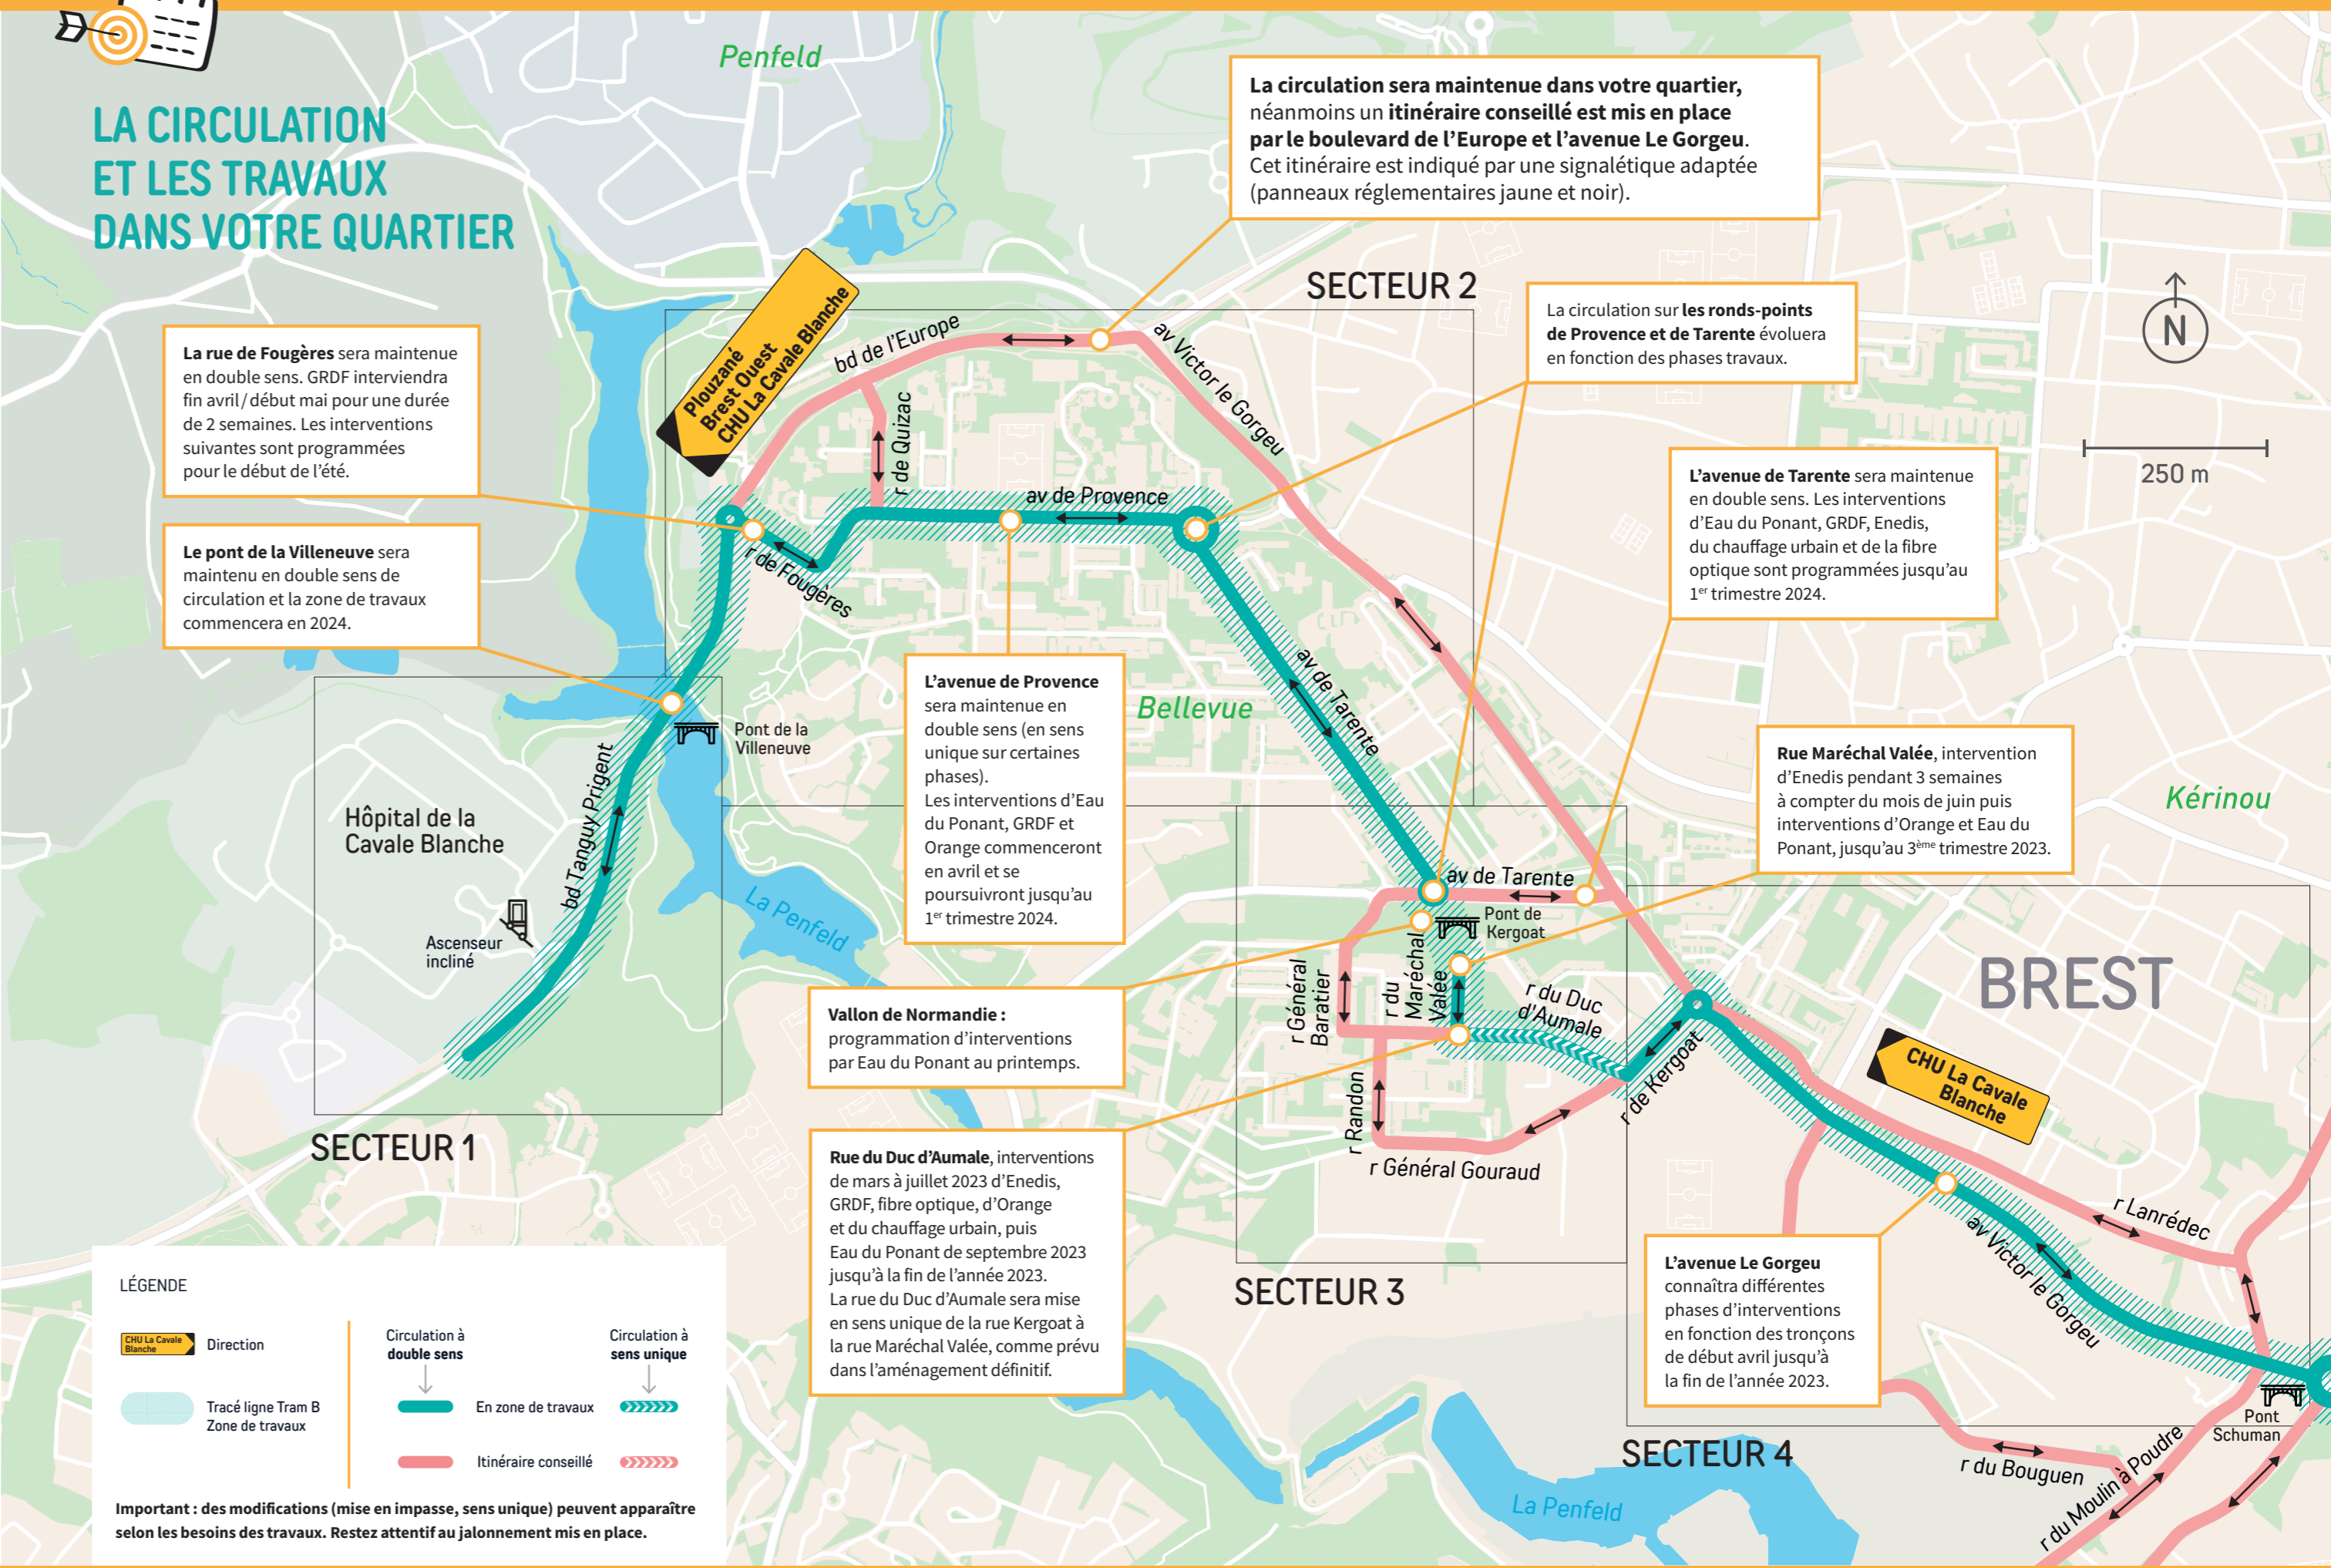 LA CIRCULATION
ET LES TRAVAUX
DANS VOTRE QUARTIER
Penfeld
La circulation sera maintenue dans votre quartier,
néanmoins un itinéraire conseillé est mis en place
par le boulevard de l'Europe et l'avenue Le Gorgeu.
Cet itinéraire est indiqué par une signalétique adaptée
(panneaux réglementaires jaune et noir).
SECTEUR 2
La circulation sur les ronds-points
de Provence et de Tarente évoluera
en fonction des phases travaux.
N
250 m
La rue de Fougères sera maintenue
en double sens. GRDF interviendra
fin avril/début mai pour une durée
de 2 semaines. Les interventions
suivantes sont programmées
pour le début de l'été.
Plouzané
Brest Ouest
CHU La Cavale Blanche
bd de l'Europe
av Victor le Gorgeu
r de Quizac
av de Provence
r de Fougères
L'avenue de Tarente sera maintenue
en double sens. Les interventions
d'Eau du Ponant, GRDF, Enedis,
du chauffage urbain et de la fibre
optique sont programmées jusqu'au
1er trimestre 2024.
Le pont de la Villeneuve sera
maintenu en double sens de
circulation et la zone de travaux
commencera en 2024.
L'avenue de Provence
sera maintenue en
double sens (en sens
unique sur certaines
phases).
Les interventions d'Eau
du Ponant, GRDF et
Orange commenceront
en avril et se
poursuivront jusqu'au
1er trimestre 2024.
Bellevue
av de Tarente
Pont de la
Villeneuve
Rue Maréchal Valée, intervention
d'Enedis pendant 3 semaines
à compter du mois de juin puis
interventions d'Orange et Eau du
Ponant, jusqu'au 3ème trimestre 2023.
Kérinou
Hôpital de la
Cavale Blanche
bd Tanguy Prigent
Ascenseur
incliné
La Penfeld
av de Tarente
Pont de
Kergoat
r Général
Baratier
r du
Maréchal
Valée
r du Duc
d'Aumale
r de Kergoat
BREST
CHU La Cavale
Blanche
Vallon de Normandie :
programmation d'interventions
par Eau du Ponant au printemps.
r Randon
r Général Gouraud
SECTEUR 1
Rue du Duc d'Aumale, interventions
de mars à juillet 2023 d'Enedis,
GRDF, fibre optique, d'Orange
et du chauffage urbain, puis
Eau du Ponant de septembre 2023
jusqu'à la fin de l'année 2023.
La rue du Duc d'Aumale sera mise
en sens unique de la rue Kergoat à
la rue Maréchal Valée, comme prévu
dans l'aménagement définitif.
SECTEUR 3
L'avenue Le Gorgeu
connaîtra différentes
phases d'interventions
en fonction des tronçons
de début avril jusqu'à
la fin de l'année 2023.
r Lanrédec
av Victor le Gorgeu
Pont
Schuman
SECTEUR 4
r du Bouguen
r du Moulin à Poudre
La Penfeld
LÉGENDE
CHU La Cavale
Blanche
Direction
Tracé ligne Tram B
Zone de travaux
Circulation à
double sens
Circulation à
sens unique
En zone de travaux
Itinéraire conseillé
Important : des modifications (mise en impasse, sens unique) peuvent apparaître
selon les besoins des travaux. Restez attentif au jalonnement mis en place.